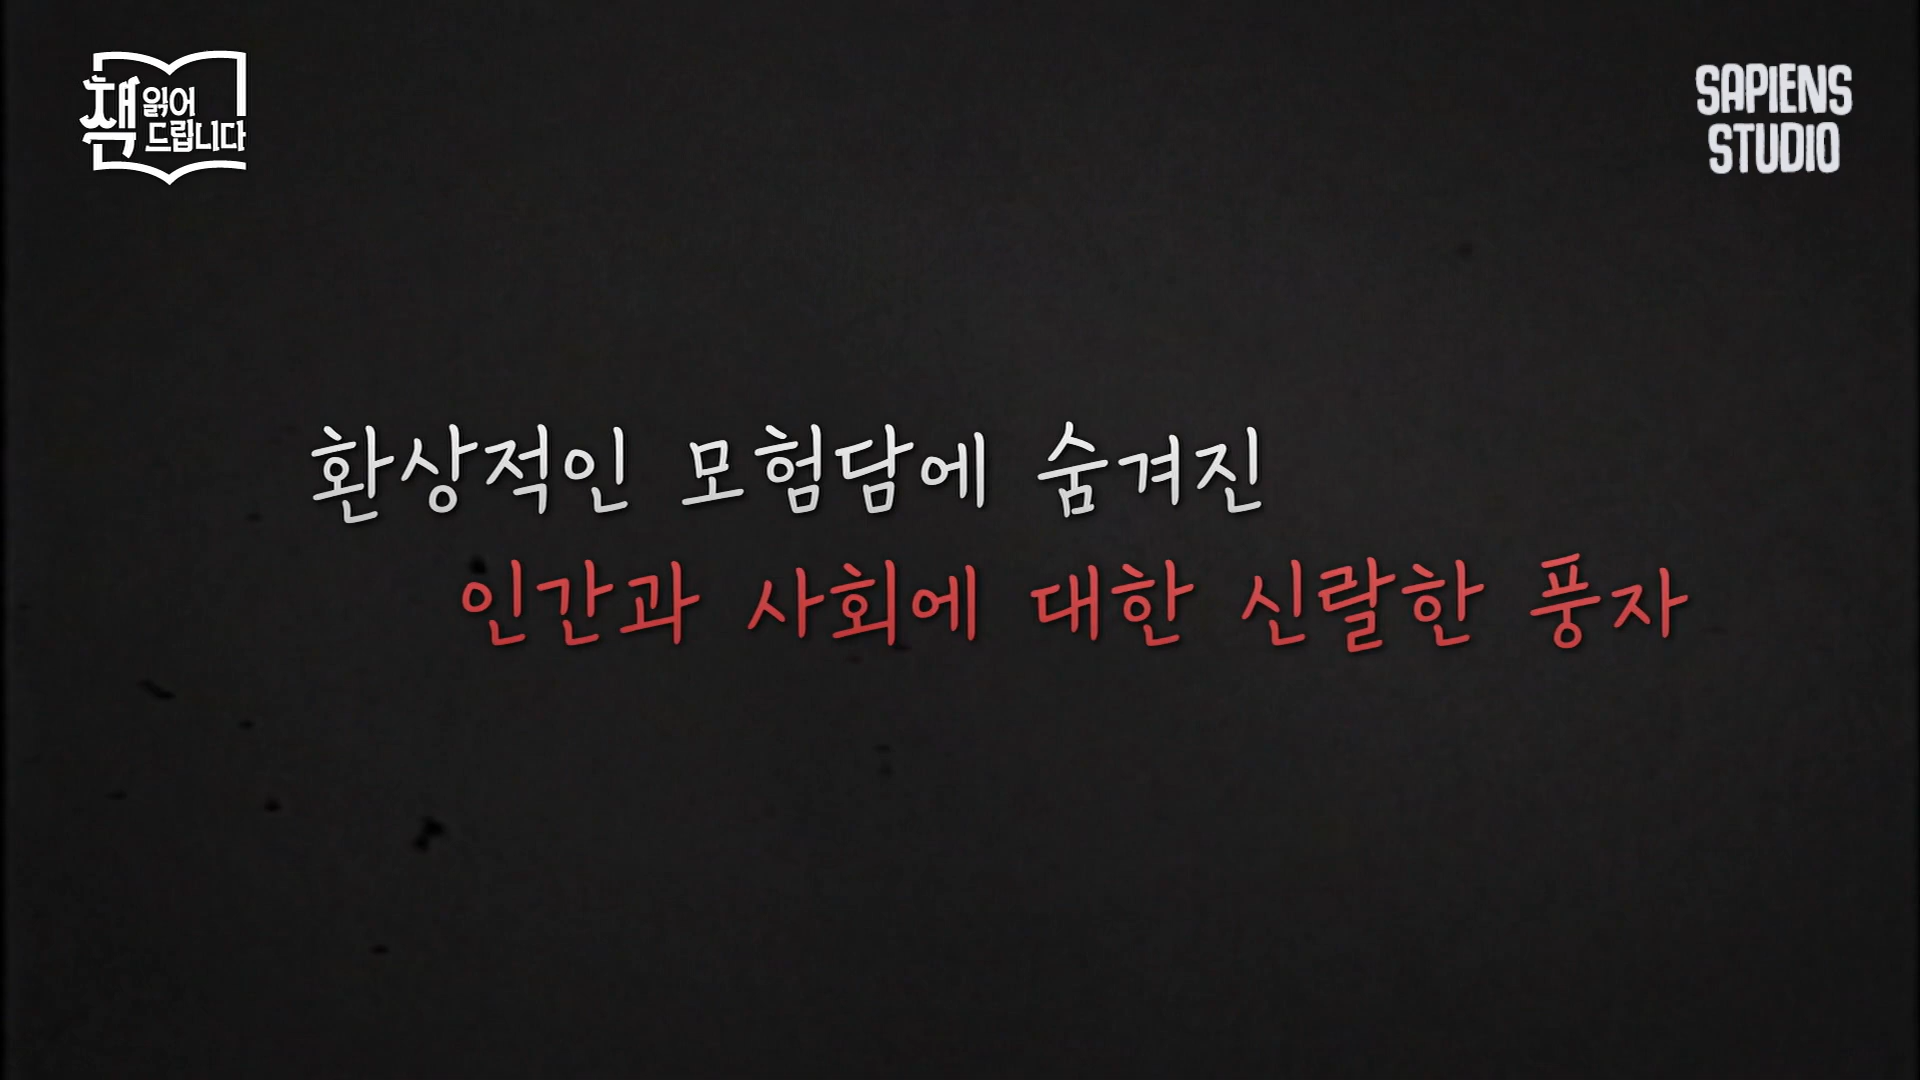 책 읽어
드립니다
SAPIENS
STUDIO
환상적인 모험담에 숨겨진
인간과 사회에 대한 신랄한 풍자